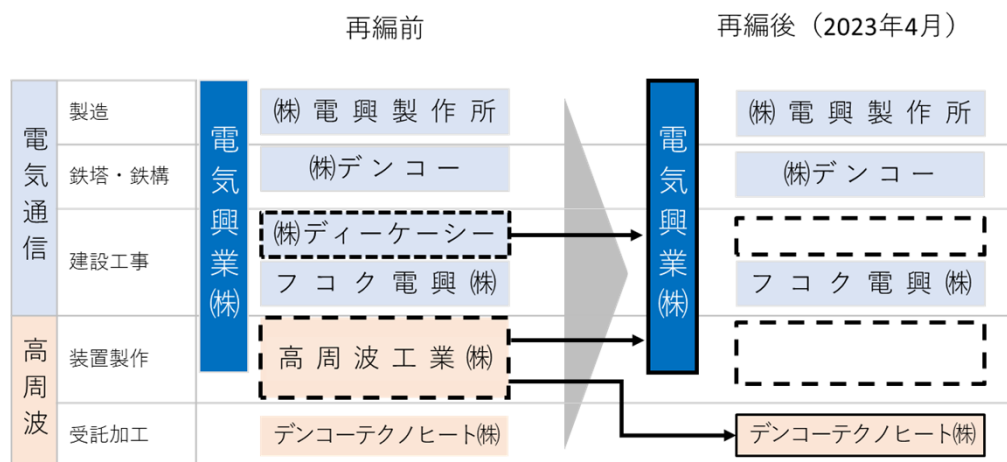 再編前
再編後（2023年4月）
電気通信
製造
電気興業㈱
㈱電興製作所
電気興業㈱
㈱電興製作所
鉄塔・鉄構
㈱デンコー
㈱デンコー
建設工事
㈱ディーケーシー
フコク電興㈱
フコク電興㈱
高周波
装置製作
高周波工業㈱
受託加工
デンコーテクノヒート㈱
デンコーテクノヒート㈱